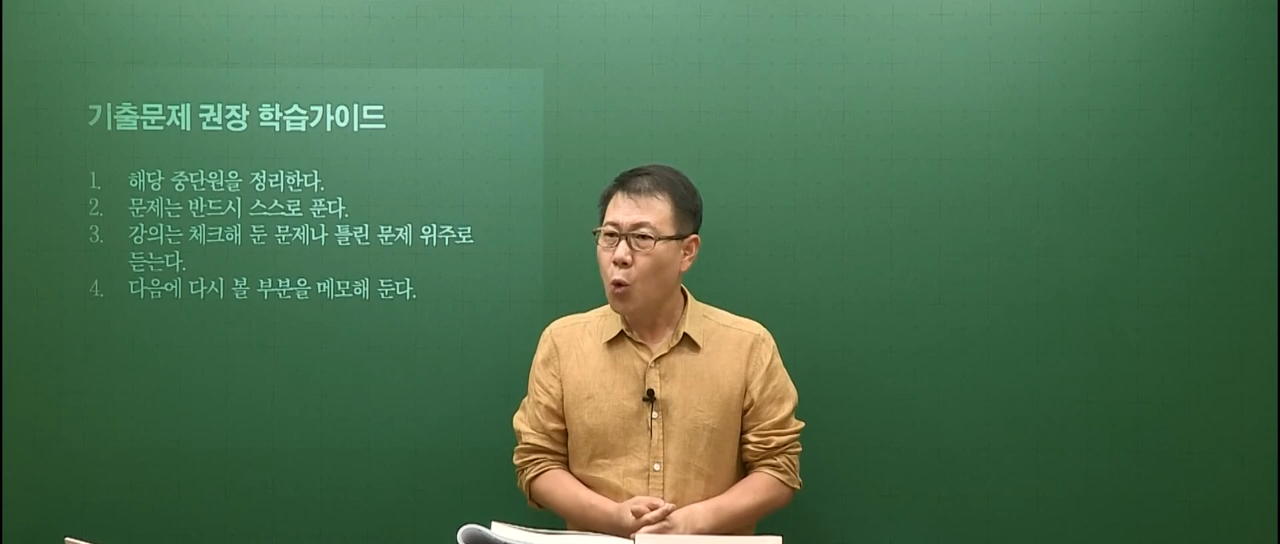 기출문제 권장 학습가이드
1. 해당 중단원을 정리한다.
2. 문제는 반드시 스스로 푼다.
3. 강의는 체크해 둔 문제나 틀린 문제 위주로
듣는다.
4. 다음에 다시 볼 부분을 메모해 둔다.